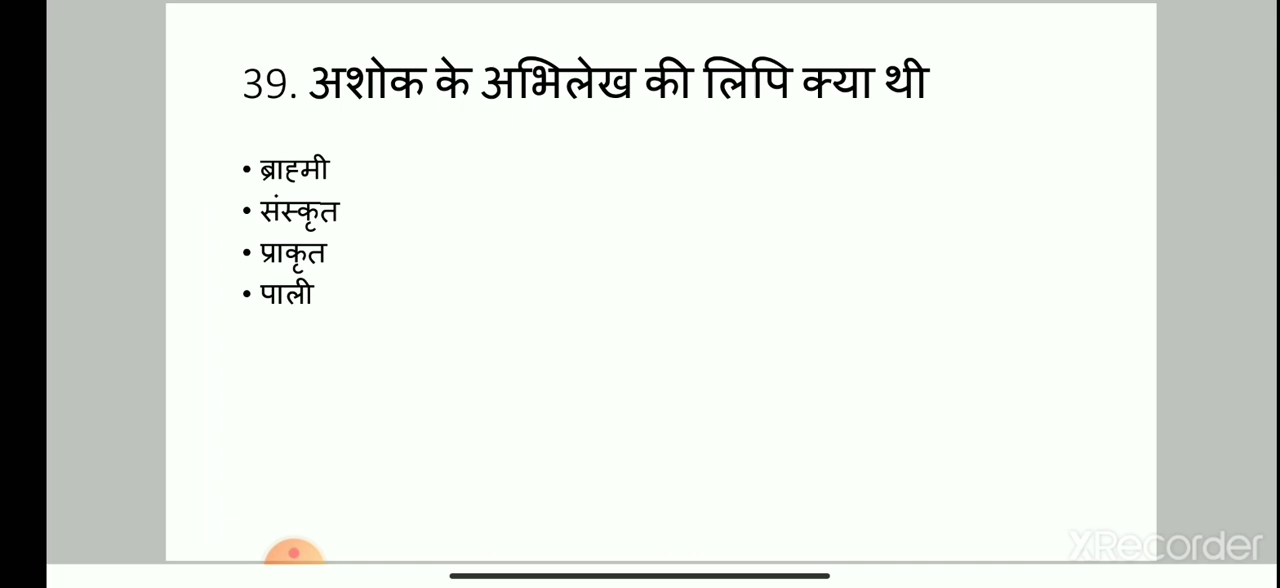 39. अशोक के अभिलेख की लिपि क्या थी
• ब्राह्मी
• संस्कृत
• प्राकृत
• पाली
XRecorder